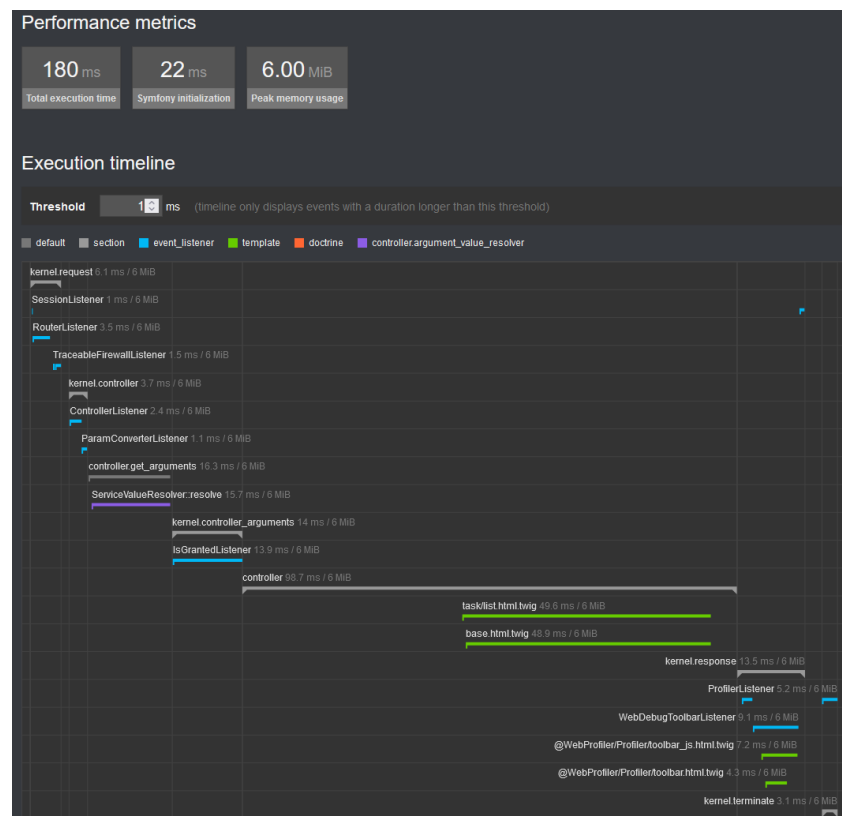 Performance metrics
180 ms
22 ms
6.00 MiB
Total execution time
Symfony initialization
Peak memory usage
Execution timeline
Threshold 1 ms (timeline only displays events with a duration longer than this threshold)
default section event_listener template doctrine controller.argument_value_resolver
kernel.request 6.1 ms / 6 MiB
SessionListener 1 ms / 6 MiB
RouterListener 3.5 ms / 6 MiB
TraceableFirewallListener 1.5 ms / 6 MiB
kernel.controller 3.7 ms / 6 MiB
ControllerListener 2.4 ms / 6 MiB
ParamConverterListener 1.1 ms / 6 MiB
controller.get_arguments 16.3 ms / 6 MiB
ServiceValueResolver::resolve 15.7 ms / 6 MiB
kernel.controller_arguments 14 ms / 6 MiB
IsGrantedListener 13.9 ms / 6 MiB
controller 98.7 ms / 6 MiB
task/list.html.twig 49.6 ms / 6 MiB
base.html.twig 48.9 ms / 6 MiB
kernel.response 13.5 ms / 6 MiB
ProfilerListener 5.2 ms / 6 MiB
WebDebugToolbarListener 9.1 ms / 6 MiB
@WebProfiler/Profiler/toolbar_js.html.twig 7.2 ms / 6 MiB
@WebProfiler/Profiler/toolbar.html.twig 4.3 ms / 6 MiB
kernel.terminate 3.1 ms / 6 MiB